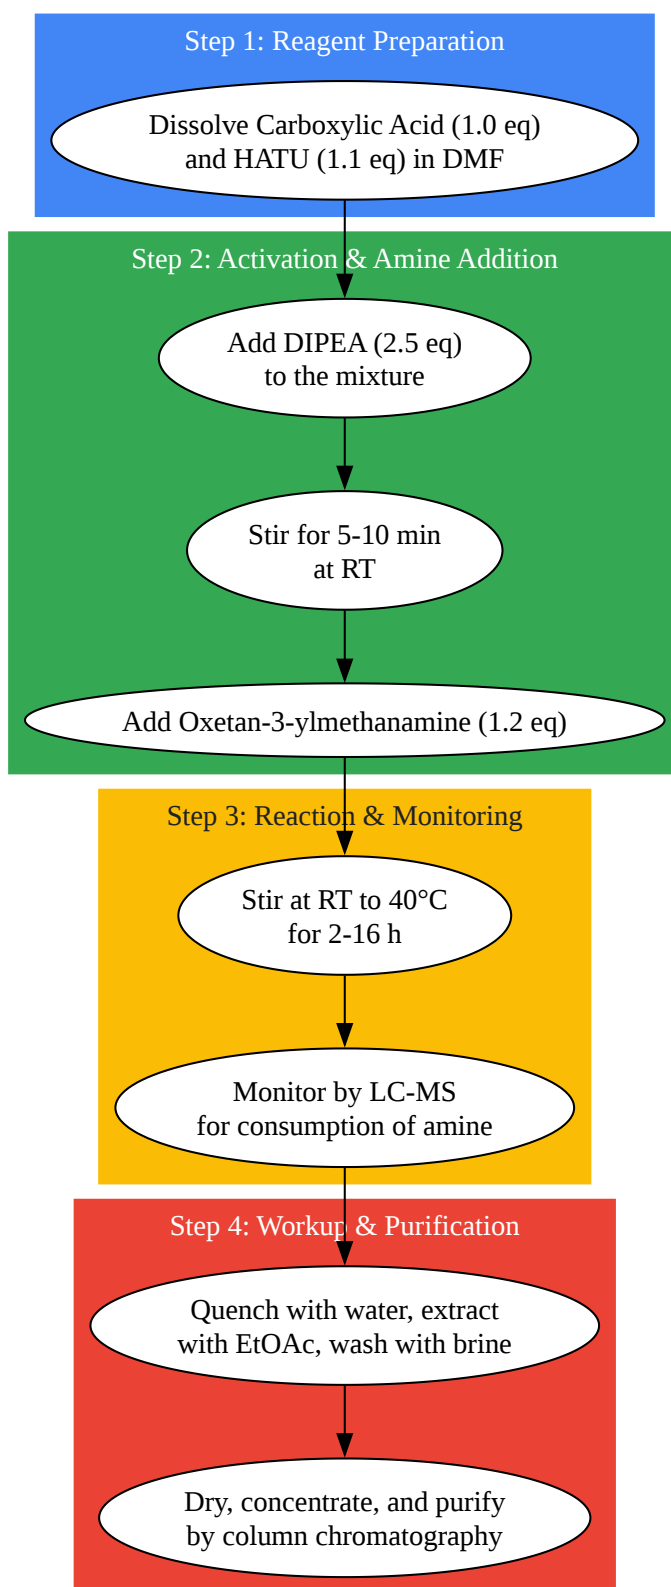 Step 1: Reagent Preparation
Dissolve Carboxylic Acid (1.0 eq)
and HATU (1.1 eq) in DMF
Step 2: Activation & Amine Addition
Add DIPEA (2.5 eq)
to the mixture
Stir for 5-10 min
at RT
Add Oxetan-3-ylmethanamine (1.2 eq)
Step 3: Reaction & Monitoring
Stir at RT to 40°C
for 2-16 h
Monitor by LC-MS
for consumption of amine
Step 4: Workup & Purification
Quench with water, extract
with EtOAc, wash with brine
Dry, concentrate, and purify
by column chromatography